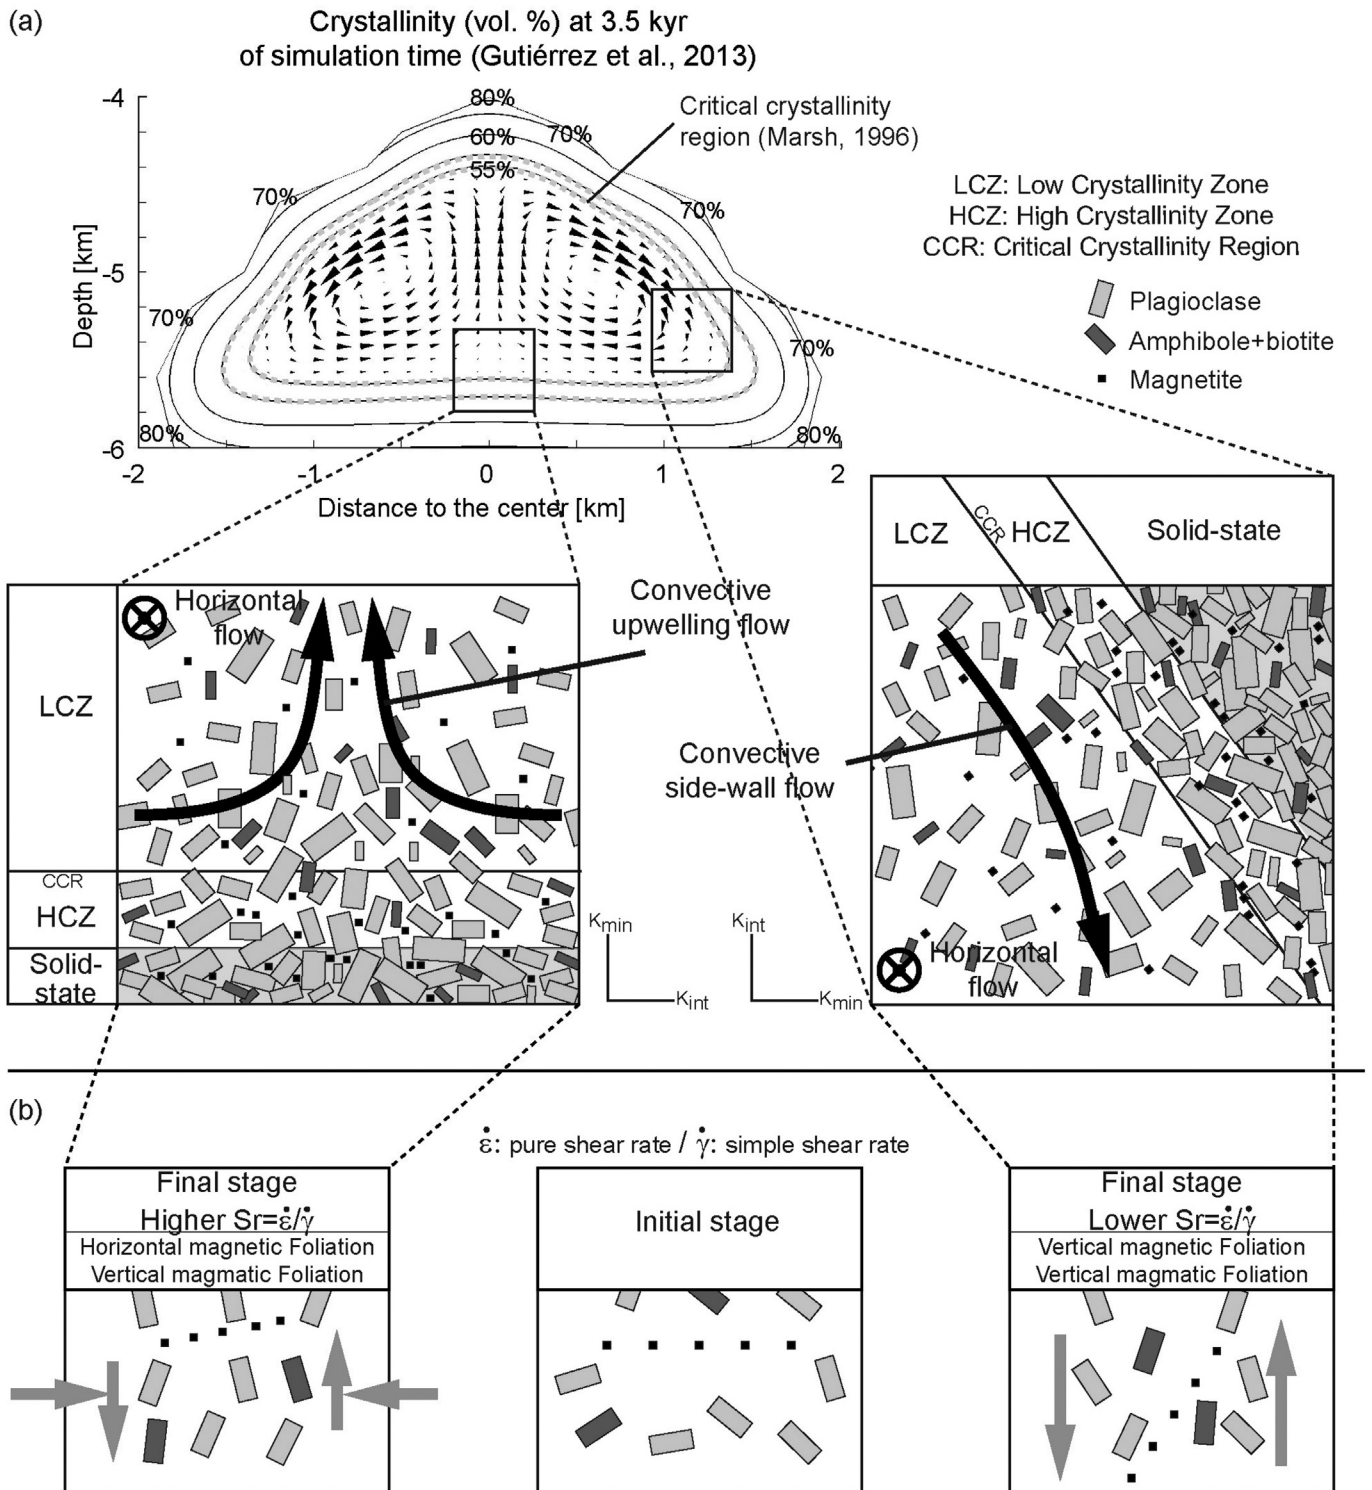 (a)
Crystallinity (vol. %) at 3.5 kyr
of simulation time (Gutiérrez et al., 2013)
-4
80%
Critical crystallinity
region (Marsh, 1996)
60%
70%
55%
70%
70%
LCZ: Low Crystallinity Zone
HCZ: High Crystallinity Zone
CCR: Critical Crystallinity Region
Depth [km]
-5
Plagioclase
70%
Amphibole+biotite
70%
Magnetite
80%
80%
-6
-2
-1
0
1
2
Distance to the center [km]
LCZ
CCR
HCZ
Solid-state
Horizontal
flow
Convective
upwelling flow
LCZ
Convective
side-wall flow
CCR
HCZ
Solid-
state
Kmin
Kint
Kint
Kmin
Horizontal
flow
(b)
ε̇: pure shear rate / γ̇: simple shear rate
Final stage
Higher Sr=ε̇/γ̇
Horizontal magnetic Foliation
Vertical magmatic Foliation
Initial stage
Final stage
Lower Sr=ε̇/γ̇
Vertical magnetic Foliation
Vertical magmatic Foliation